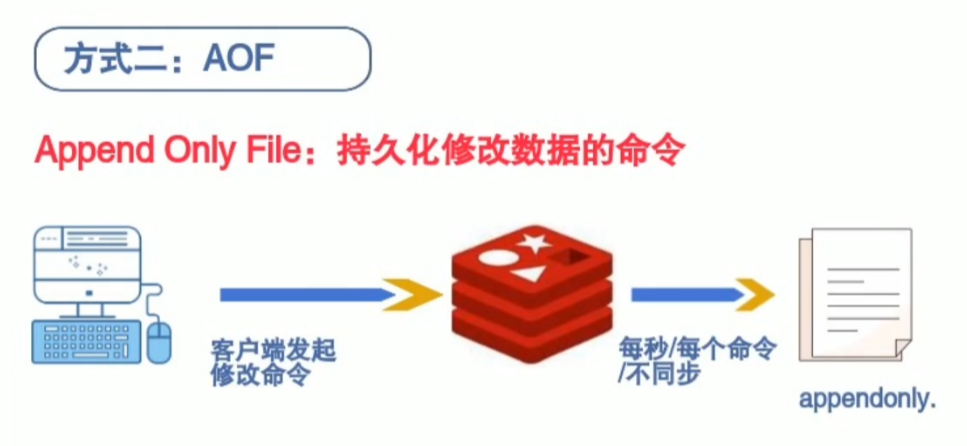 方式二：AOF
Append Only File：持久化修改数据的命令
客户端发起
修改命令
每秒/每个命令
/不同步
appendonly.